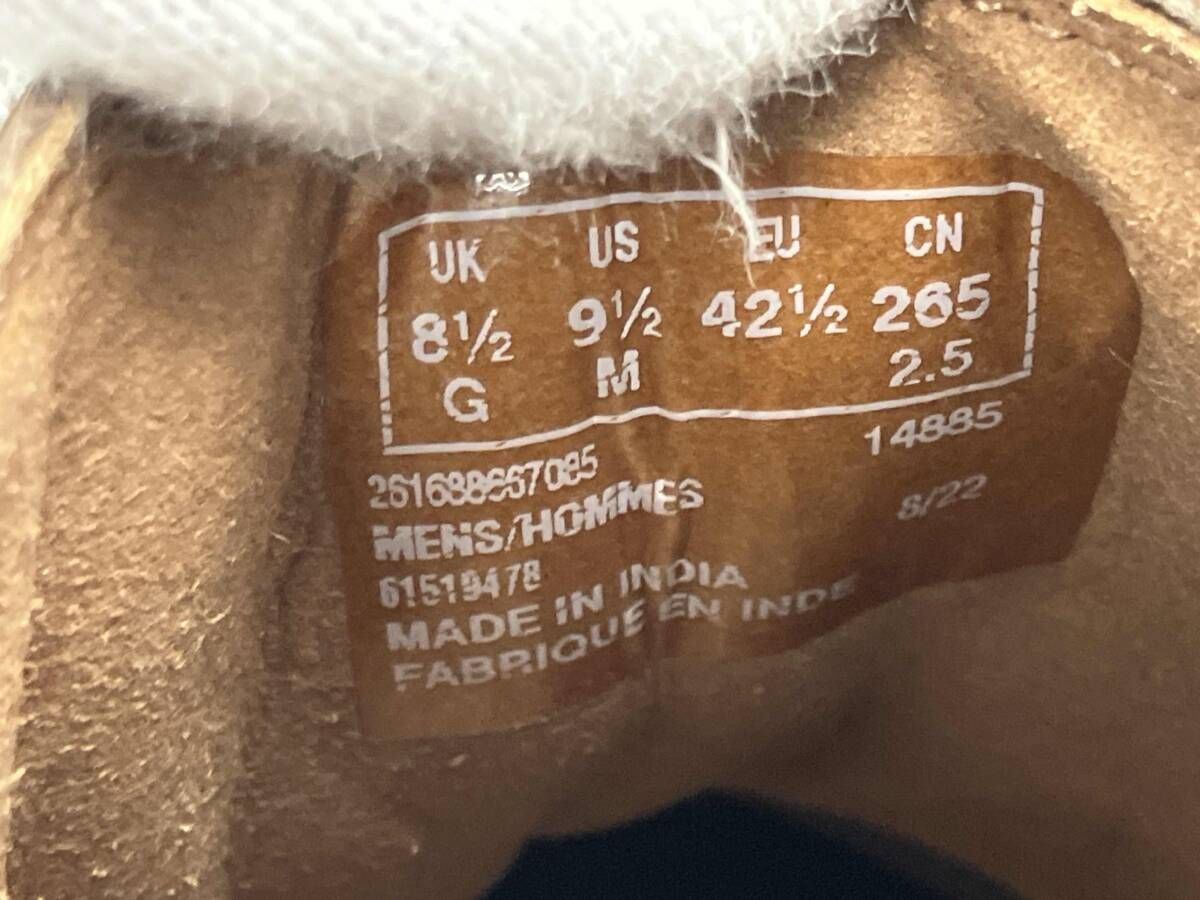 UK US EU CN
8½ 9½ 42½ 265
G M 2.5
261688667085 14885
MENS/HOMMES 8/22
61519478
MADE IN INDIA
FABRIQUE EN INDE